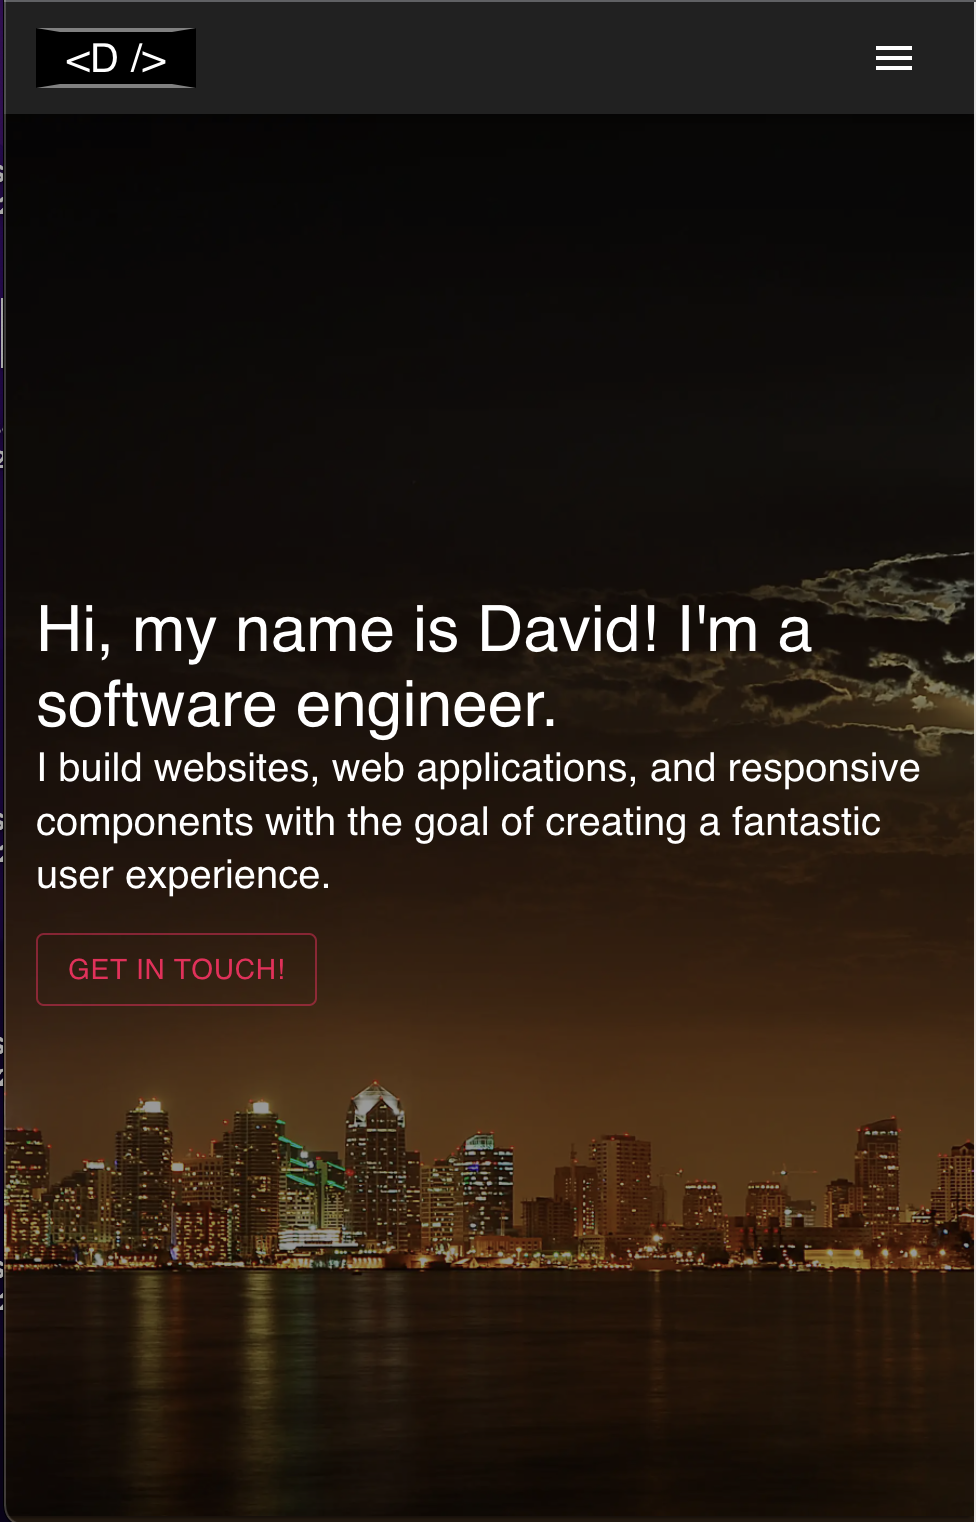 <D />
Hi, my name is David! I'm a
software engineer.
I build websites, web applications, and responsive
components with the goal of creating a fantastic
user experience.
GET IN TOUCH!